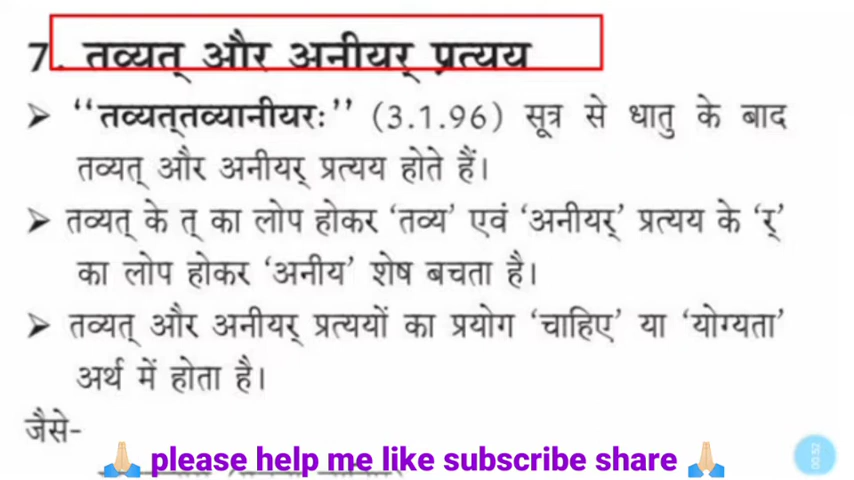 7. तव्यत् और अनीयर् प्रत्यय
➤ ‘‘तव्यत्तव्यानीयरः’’ (3.1.96) सूत्र से धातु के बाद
तव्यत् और अनीयर् प्रत्यय होते हैं।
➤ तव्यत् के त् का लोप होकर ‘तव्य’ एवं ‘अनीयर्’ प्रत्यय के ‘र्’
का लोप होकर ‘अनीय’ शेष बचता है।
➤ तव्यत् और अनीयर् प्रत्ययों का प्रयोग ‘चाहिए’ या ‘योग्यता’
अर्थ में होता है।
जैसे-
🙏🏻 please help me like subscribe share 🙏🏻
00:52